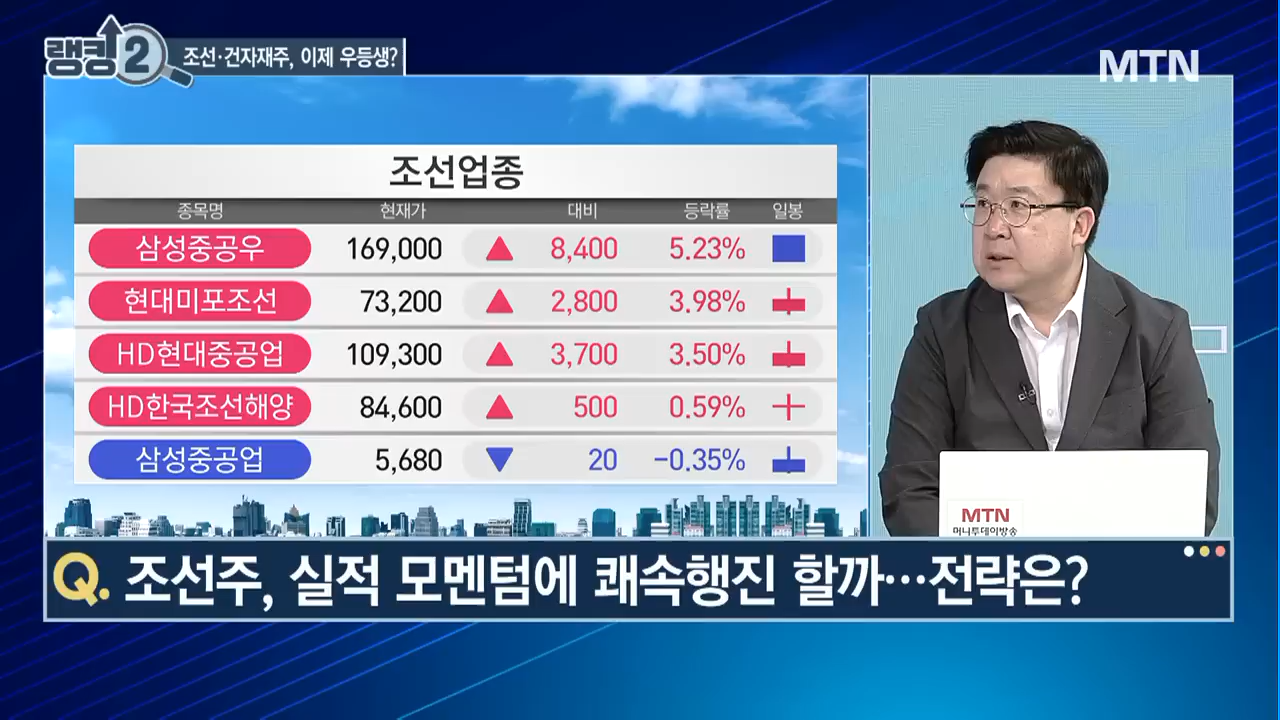 랭킹2
조선·건자재주, 이제 우등생?
MTN
조선업종
종목명 현재가 대비 등락률 일봉
삼성중공우 169,000 ▲ 8,400 5.23%
현대미포조선 73,200 ▲ 2,800 3.98%
HD현대중공업 109,300 ▲ 3,700 3.50%
HD한국조선해양 84,600 ▲ 500 0.59%
삼성중공업 5,680 ▼ 20 -0.35%
MTN
머니투데이방송
Q. 조선주, 실적 모멘텀에 쾌속행진 할까…전략은?